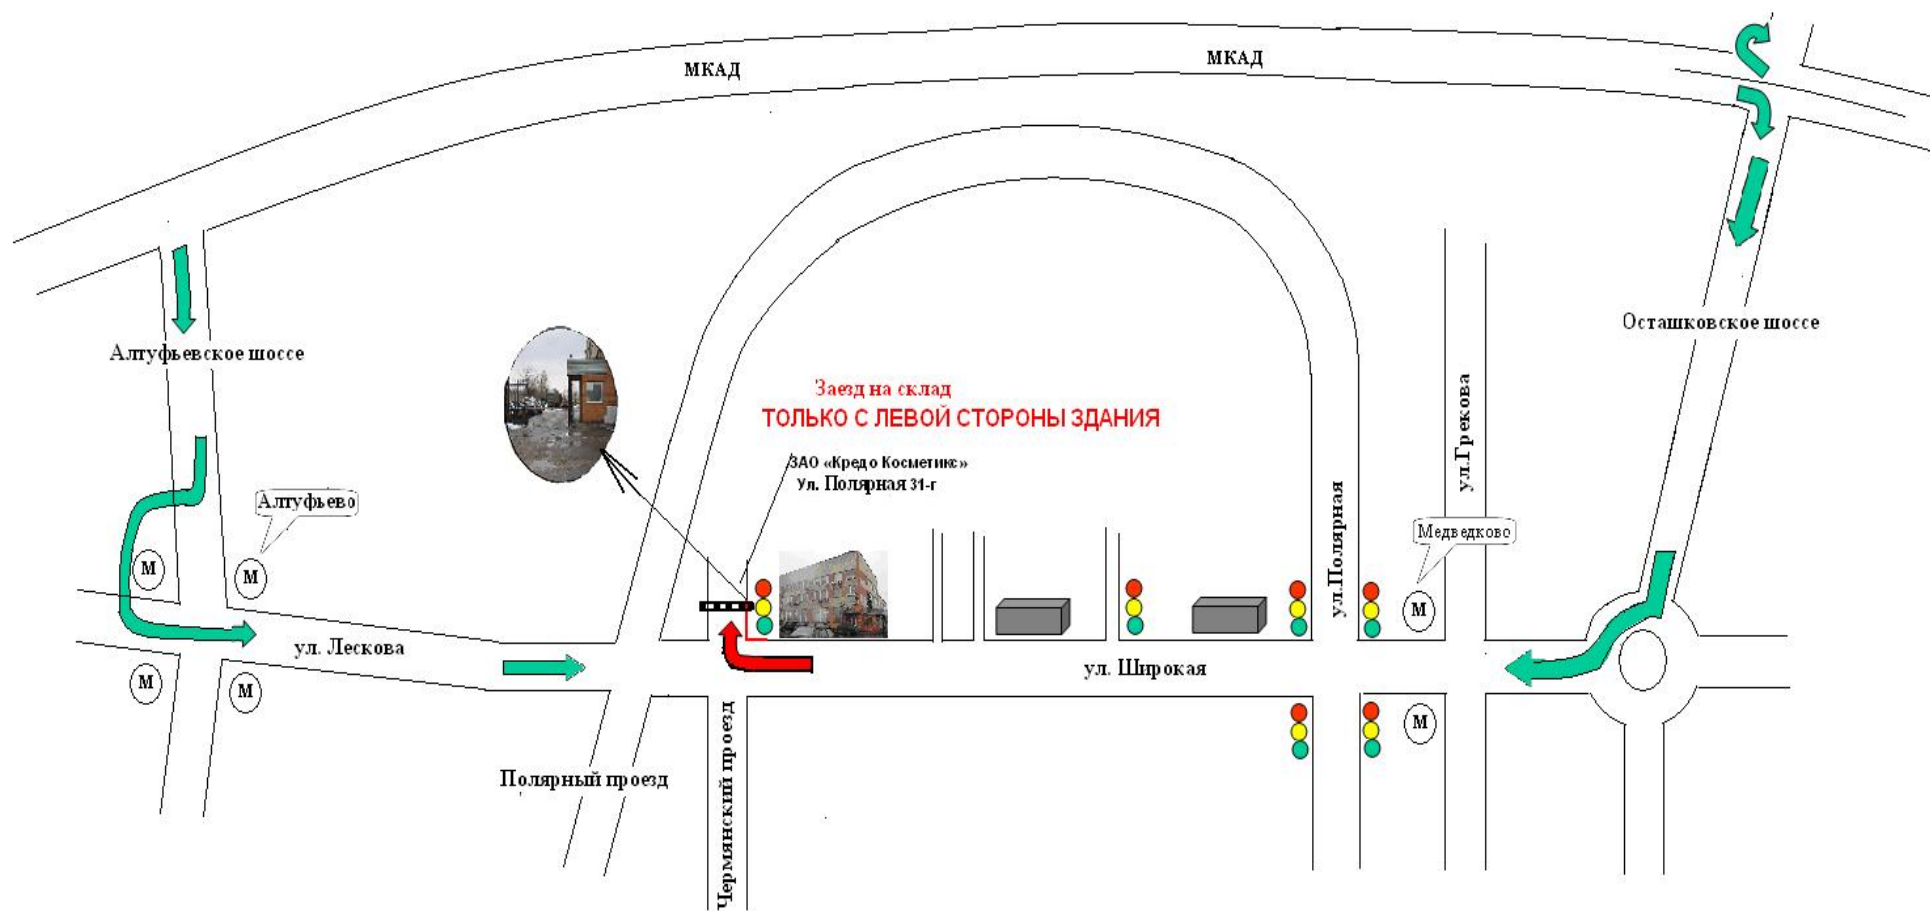 МКАД
МКАД
Осташковское шоссе
Алтуфьевское шоссе
Заезд на склад
ТОЛЬКО С ЛЕВОЙ СТОРОНЫ ЗДАНИЯ
ЗАО «Кредо Косметикс»
Ул. Полярная 31-г
ул.Грекова
Алтуфьево
ул.Полярная
Медведково
М
М
М
ул. Лескова
ул. Широкая
М
М
М
Полярный проезд
Чермянский проезд